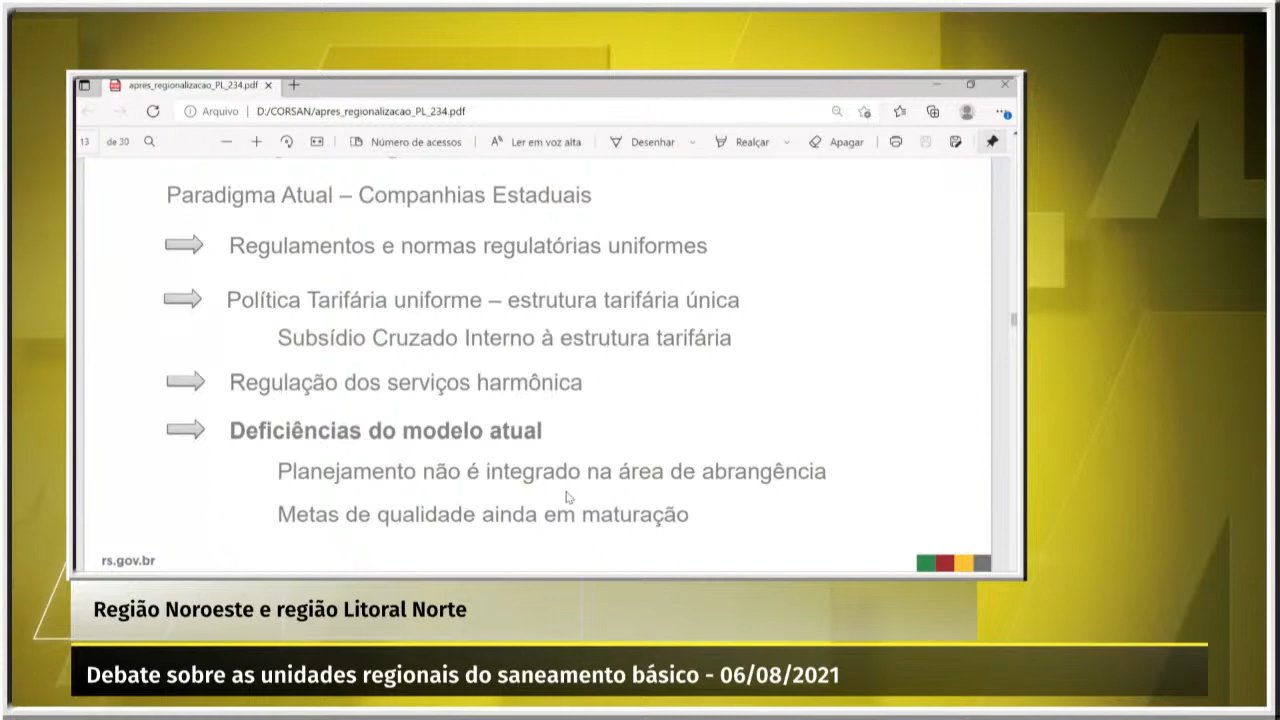 apres_regionalizacao_PL_234.pdf
Arquivo | D:/CORSAN/apres_regionalizacao_PL_234.pdf
13 de 30 Número de acessos Ler em voz alta Desenhar Realçar Apagar
Paradigma Atual – Companhias Estaduais
Regulamentos e normas regulatórias uniformes
Política Tarifária uniforme – estrutura tarifária única
Subsídio Cruzado Interno à estrutura tarifária
Regulação dos serviços harmônica
Deficiências do modelo atual
Planejamento não é integrado na área de abrangência
Metas de qualidade ainda em maturação
rs.gov.br
Região Noroeste e região Litoral Norte
Debate sobre as unidades regionais do saneamento básico - 06/08/2021